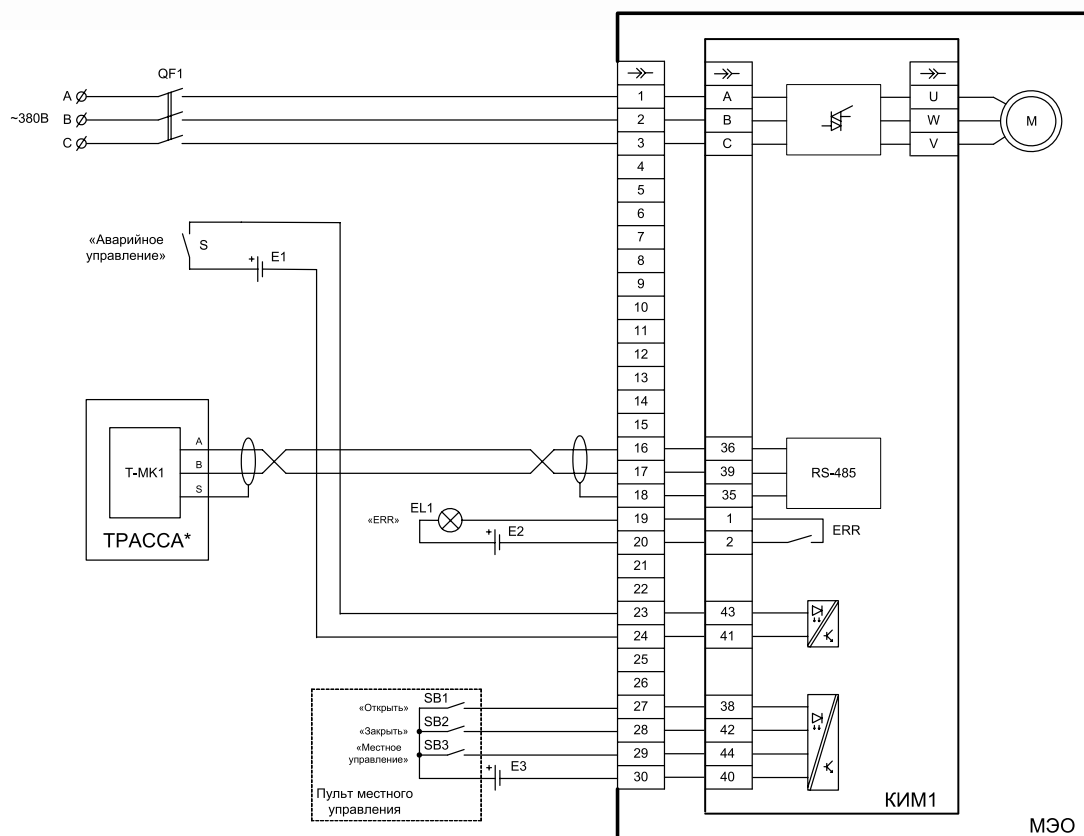 QF1
A
~380В B
C
1 A U
2 B W М
3 C V
4
5
6
7
«Аварийное
управление»
S
E1
+
8
9
10
11
12
13
14
15
T-MK1
A
B
S
ТРАССА*
16 36
17 39
18 35
RS-485
«ERR» EL1
19 1
+ E2
20 2
ERR
21
22
23 43
24 41
25
26
«Открыть» SB1 27 38
«Закрыть» SB2 28 42
«Местное
управление»
SB3 29 44
+ E3 30 40
Пульт местного
управления
КИМ1
МЭО